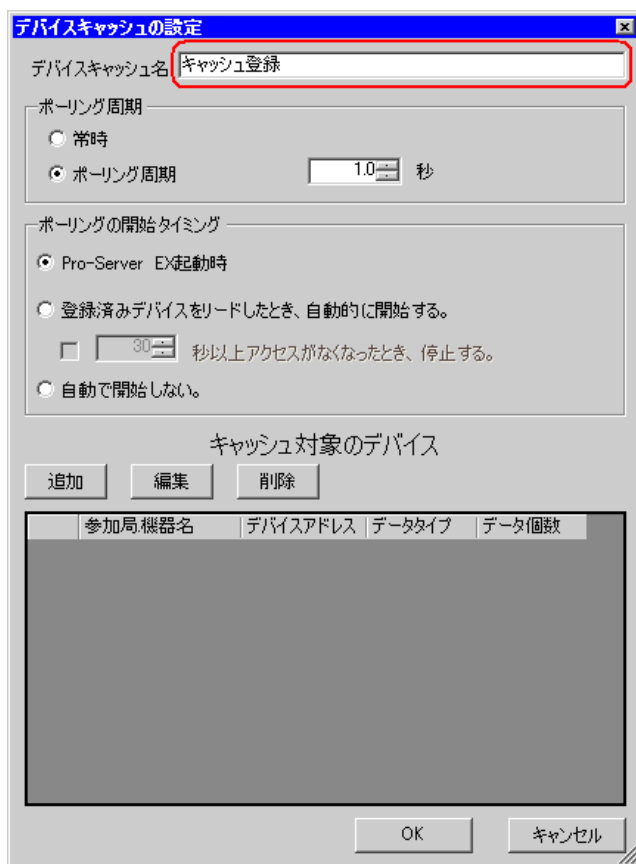 デバイスキャッシュの設定
デバイスキャッシュ名 キャッシュ登録
ポーリング周期
常時
ポーリング周期 1.0 秒
ポーリングの開始タイミング
Pro-Server EX起動時
登録済みデバイスをリードしたとき、自動的に開始する。
30 秒以上アクセスがなくなったとき、停止する。
自動で開始しない。
キャッシュ対象のデバイス
追加 編集 削除
参加局.機器名 デバイスアドレス データタイプ データ個数
OK キャンセル